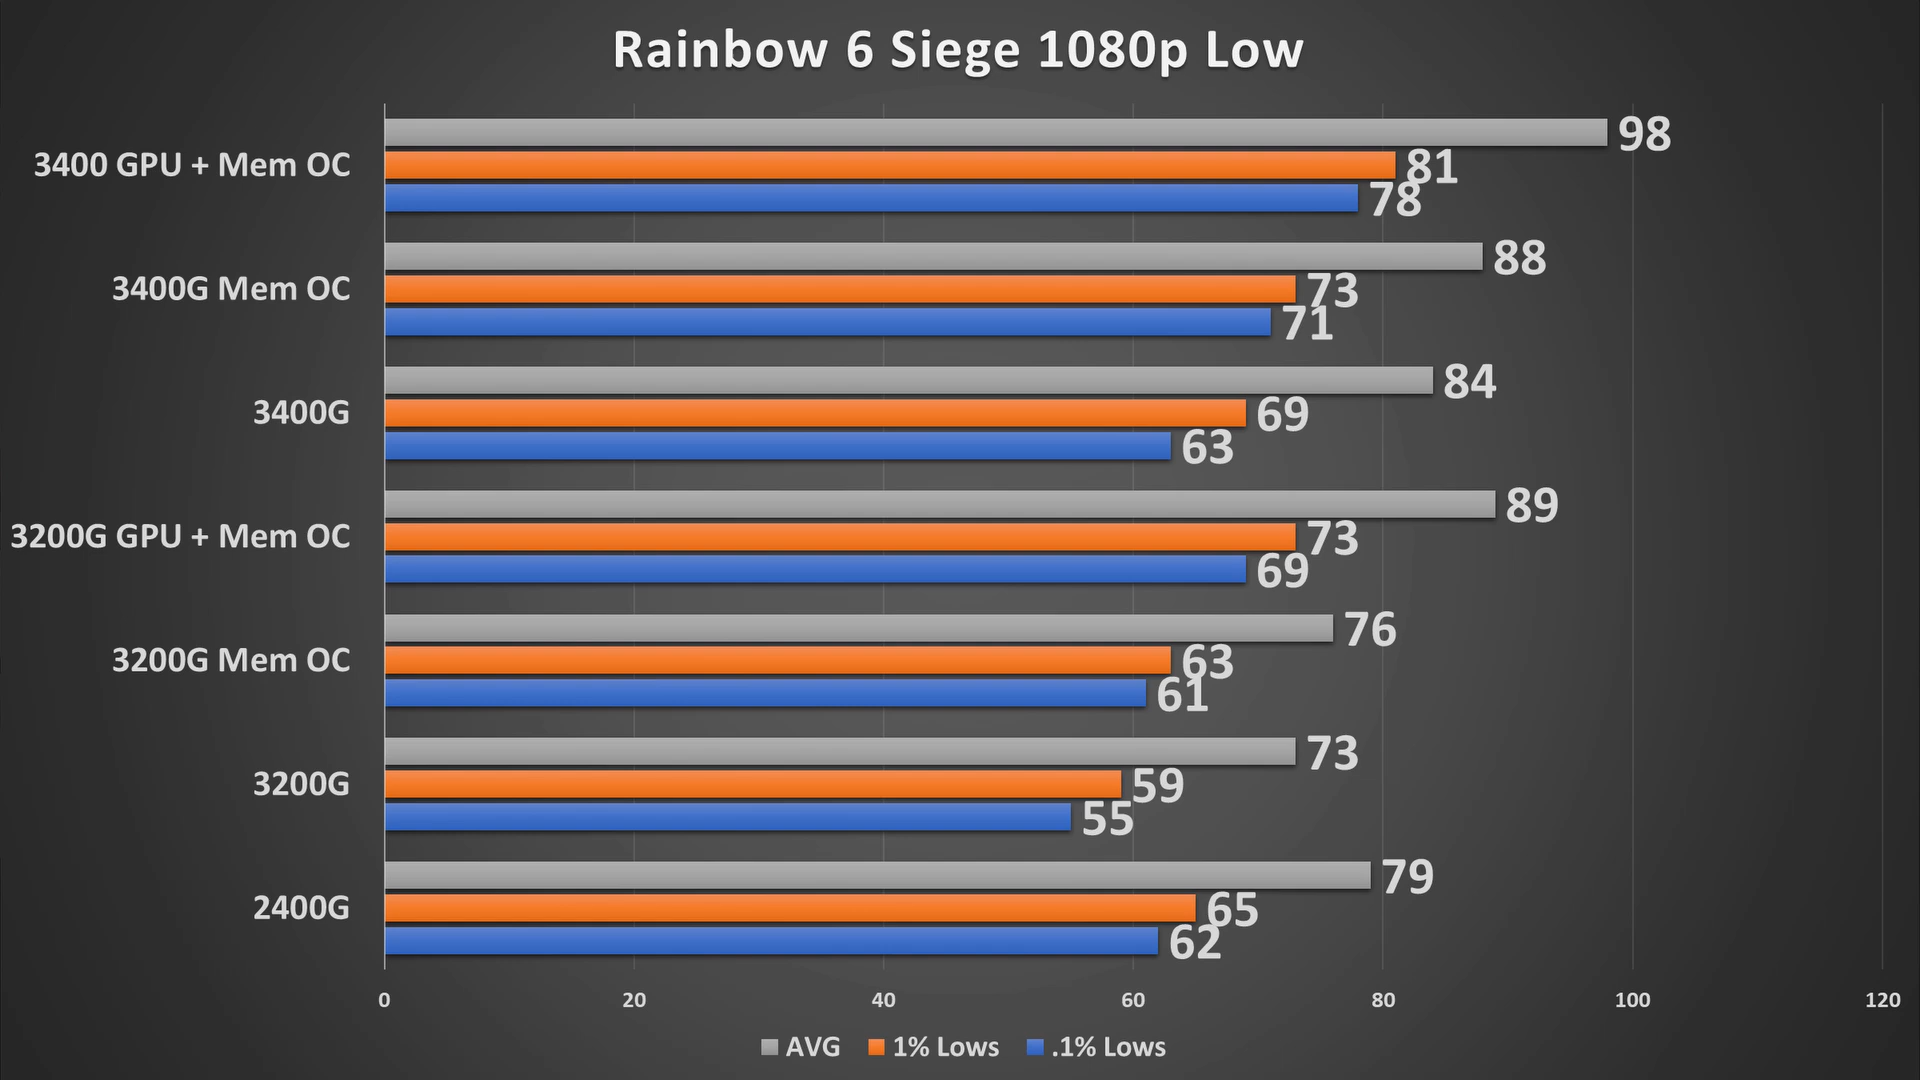 Rainbow 6 Siege 1080p Low
3400 GPU + Mem OC
98
81
78
3400G Mem OC
88
73
71
3400G
84
69
63
3200G GPU + Mem OC
89
73
69
3200G Mem OC
76
63
61
3200G
73
59
55
2400G
79
65
62
0 20 40 60 80 100 120
AVG 1% Lows .1% Lows